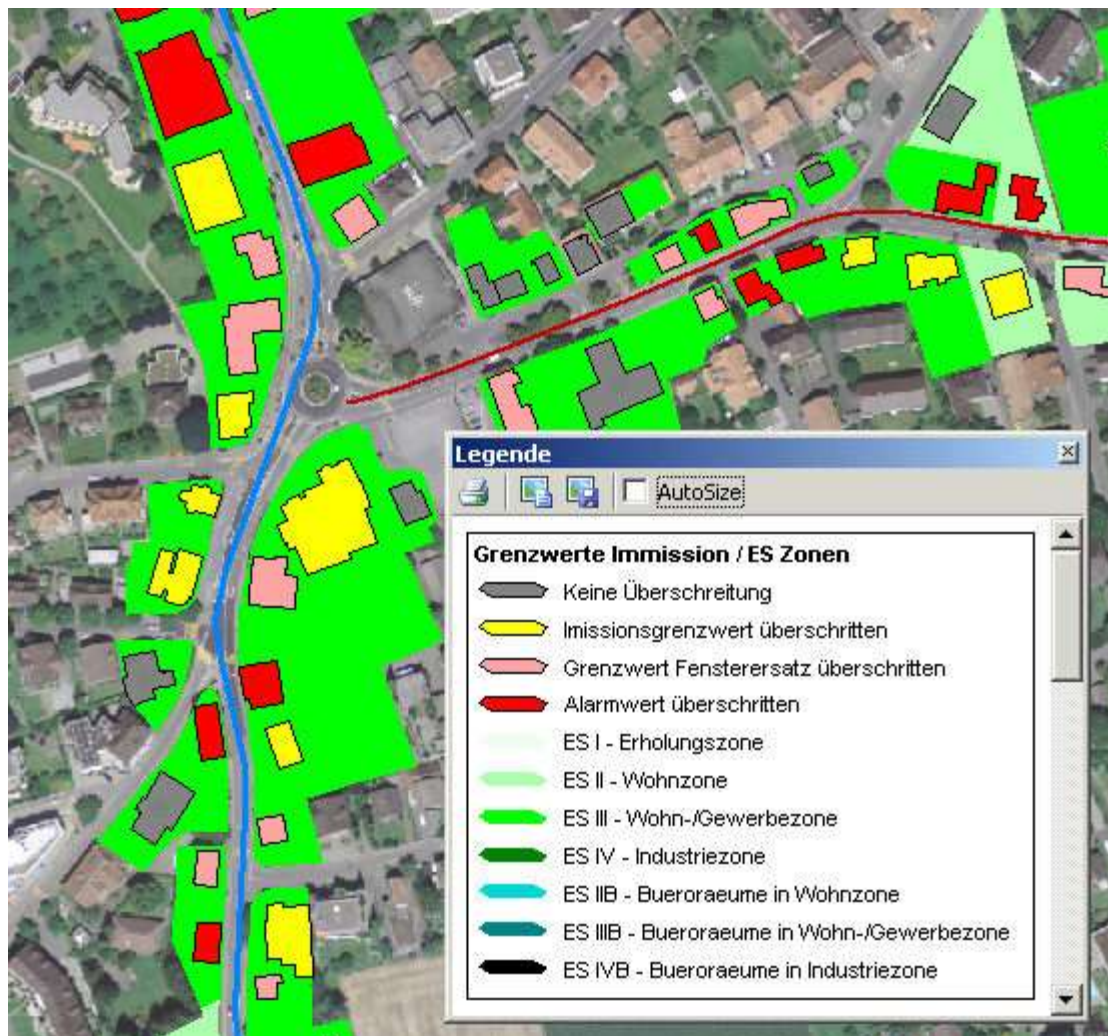 Legende
AutoSize
Grenzwerte Immission / ES Zonen
Keine Überschreitung
Imissionsgrenzwert überschritten
Grenzwert Fensterersatz überschritten
Alarmwert überschritten
ES I - Erholungszone
ES II - Wohnzone
ES III - Wohn-/Gewerbezone
ES IV - Industriezone
ES IIB - Bueroraeume in Wohnzone
ES IIIB - Bueroraeume in Wohn-/Gewerbezone
ES IVB - Bueroraeume in Industriezone